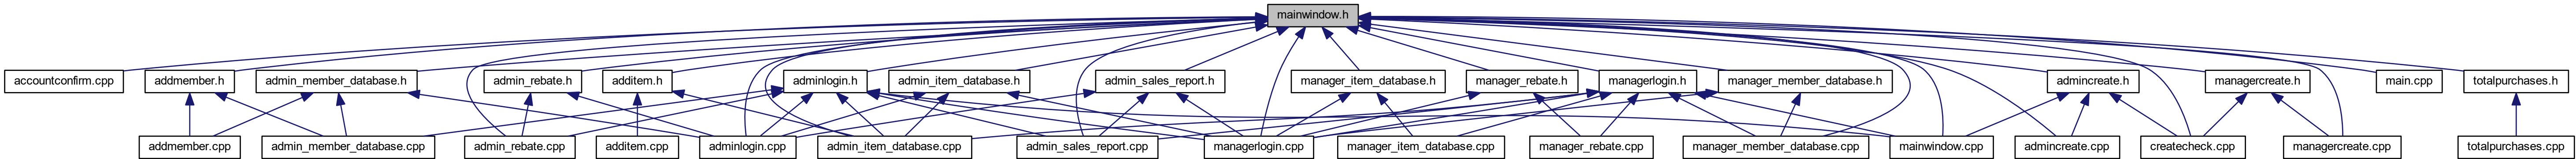 mainwindow.h
accountconfirm.cpp
addmember.h
admin_member_database.h
admin_rebate.h
additem.h
adminlogin.h
admin_item_database.h
admin_sales_report.h
manager_item_database.h
manager_rebate.h
managerlogin.h
manager_member_database.h
admincreate.h
managercreate.h
main.cpp
totalpurchases.h
addmember.cpp
admin_member_database.cpp
admin_rebate.cpp
additem.cpp
adminlogin.cpp
admin_item_database.cpp
admin_sales_report.cpp
managerlogin.cpp
manager_item_database.cpp
manager_rebate.cpp
manager_member_database.cpp
mainwindow.cpp
admincreate.cpp
createcheck.cpp
managercreate.cpp
totalpurchases.cpp